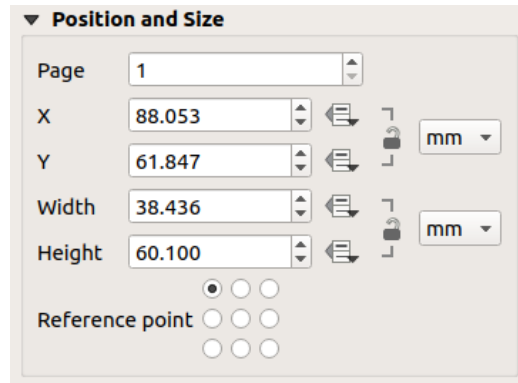 Position and Size
Page 1
X 88.053
mm
Y 61.847
Width 38.436
mm
Height 60.100
Reference point